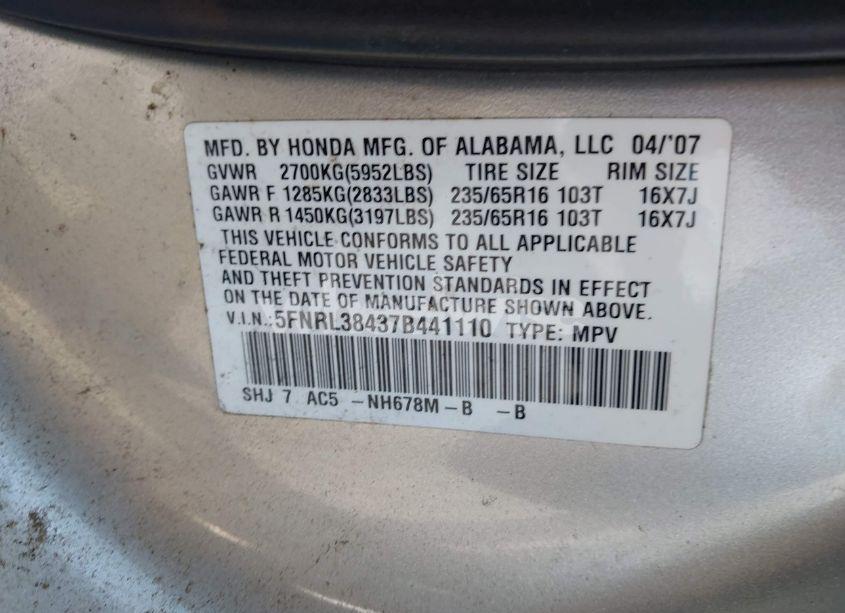 MFD. BY HONDA MFG. OF ALABAMA, LLC 04/'07
GVWR 2700KG(5952LBS) TIRE SIZE RIM SIZE
GAWR F 1285KG(2833LBS) 235/65R16 103T 16X7J
GAWR R 1450KG(3197LBS) 235/65R16 103T 16X7J
THIS VEHICLE CONFORMS TO ALL APPLICABLE
FEDERAL MOTOR VEHICLE SAFETY
AND THEFT PREVENTION STANDARDS IN EFFECT
ON THE DATE OF MANUFACTURE SHOWN ABOVE.
V.I.N.:5FNRL38437B441110 TYPE: MPV
SHJ 7 AC5 -NH678M-B -B